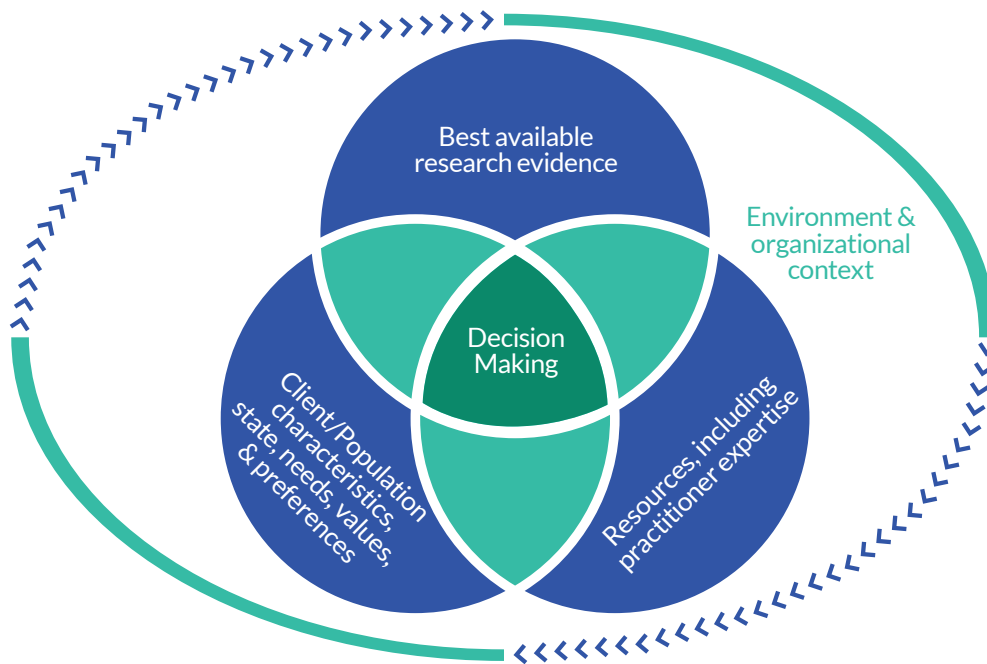 Best available
research evidence
Environment &
organizational
context
Decision
Making
Client/Population
characteristics,
state, needs, values,
& preferences
Resources, including
practitioner expertise